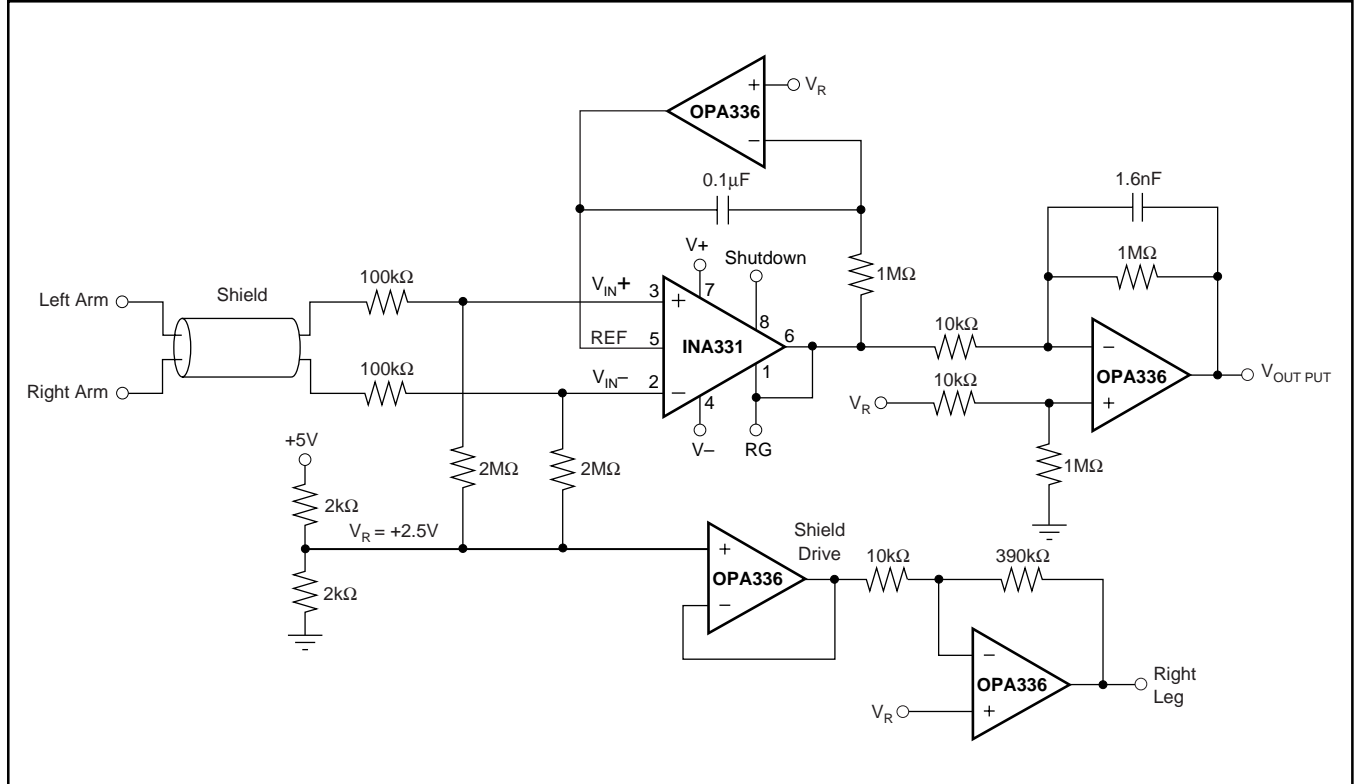 +
V_R
OPA336
−
0.1µF
1.6nF
V+
Shutdown
1MΩ
1MΩ
100kΩ
V_IN+
3
+
7
Left Arm
Shield
8
10kΩ
REF
5
INA331
6
−
100kΩ
V_IN−
2
−
1
10kΩ
OPA336
V_OUT PUT
Right Arm
4
V_R
+
+5V
V−
RG
2MΩ
2MΩ
1MΩ
2kΩ
V_R = +2.5V
Shield
Drive
+
10kΩ
390kΩ
OPA336
2kΩ
−
−
OPA336
Right
Leg
V_R
+